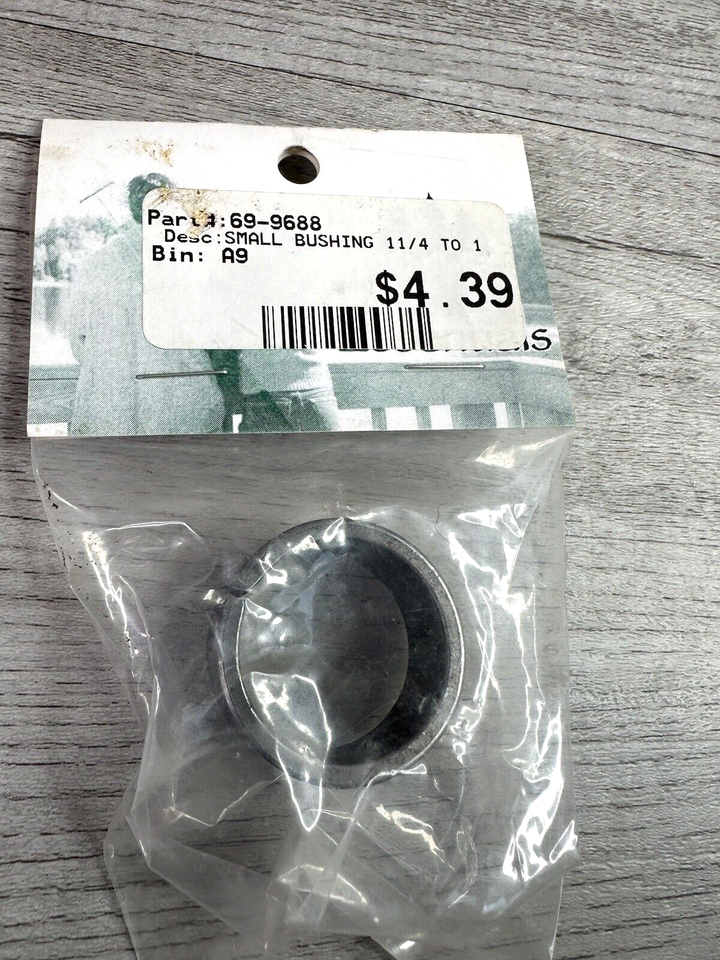 Part#:69-9688
Desc:SMALL BUSHING 11/4 TO 1
Bin: A9
$4.39